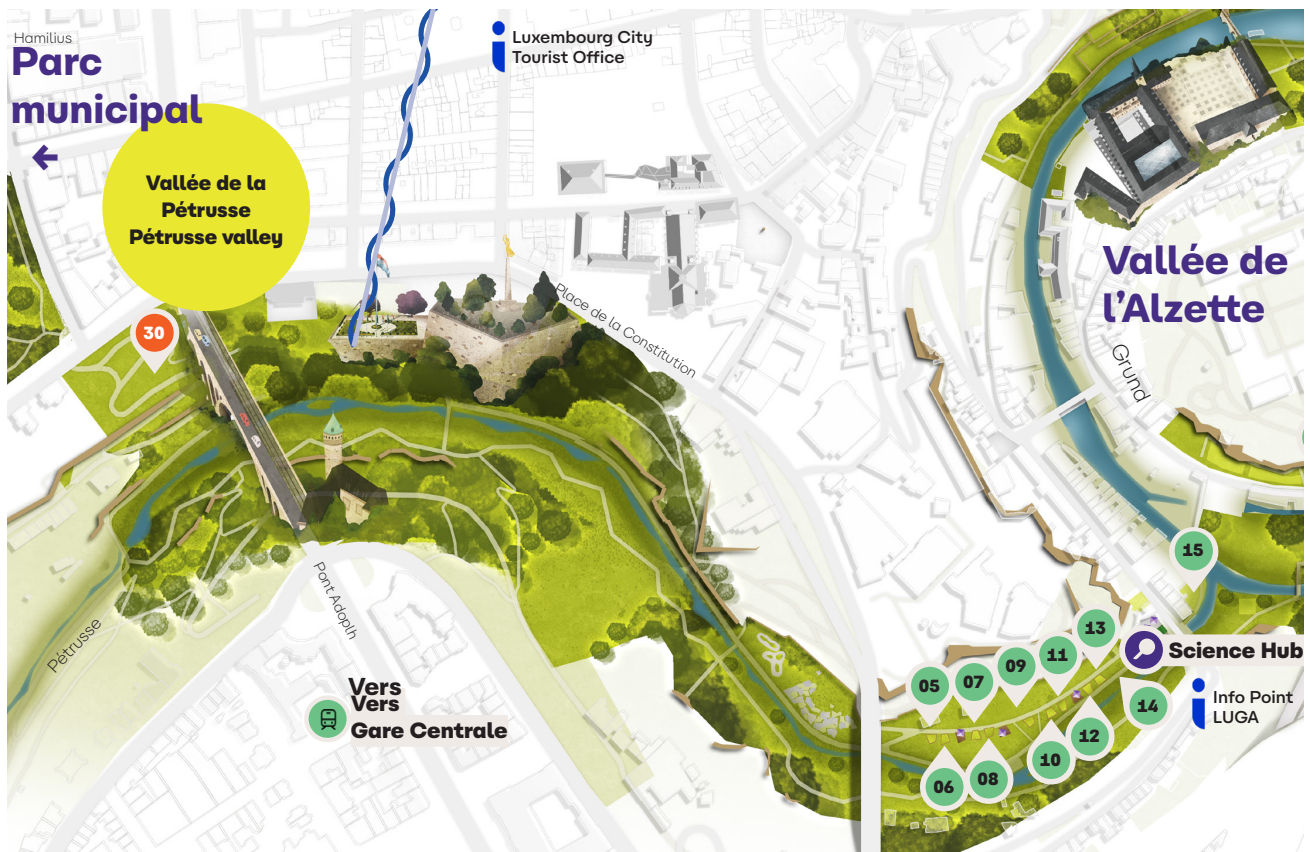 Hamilius
Parc
municipal
Vallée de la
Pétrusse
Pétrusse valley
Luxembourg City
Tourist Office
30
Place de la Constitution
Vallée de
l’Alzette
Grund
Pont Adoplh
Pétrusse
Vers
Vers
Gare Centrale
15
13
11
09
07
05
Science Hub
Info Point
LUGA
14
12
10
08
06